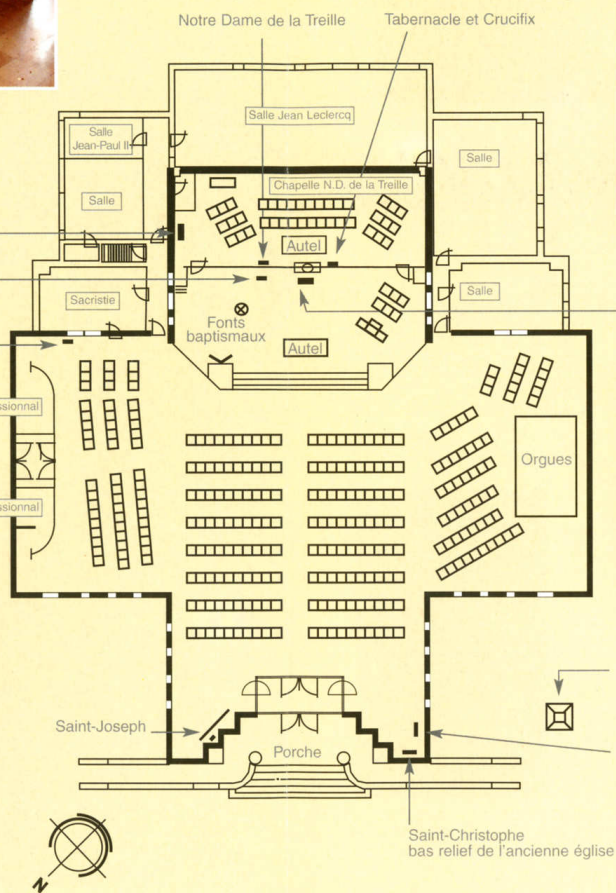 Notre Dame de la Treille
Tabernacle et Crucifix
Salle Jean Leclercq
Salle
Jean-Paul II
Salle
Salle
Chapelle N.D. de la Treille
Autel
Sacristie
Salle
Fonts
baptismaux
Autel
Orgues
Saint-Joseph
Porche
Saint-Christophe
bas relief de l'ancienne église
N